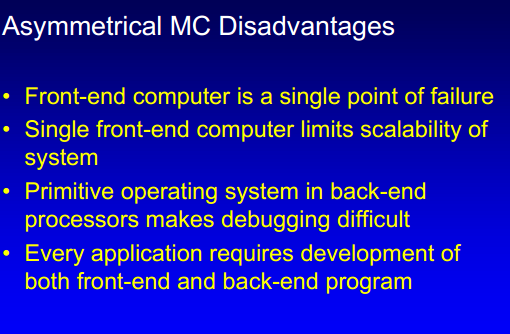 Asymmetrical MC Disadvantages
• Front-end computer is a single point of failure
• Single front-end computer limits scalability of
system
• Primitive operating system in back-end
processors makes debugging difficult
• Every application requires development of
both front-end and back-end program